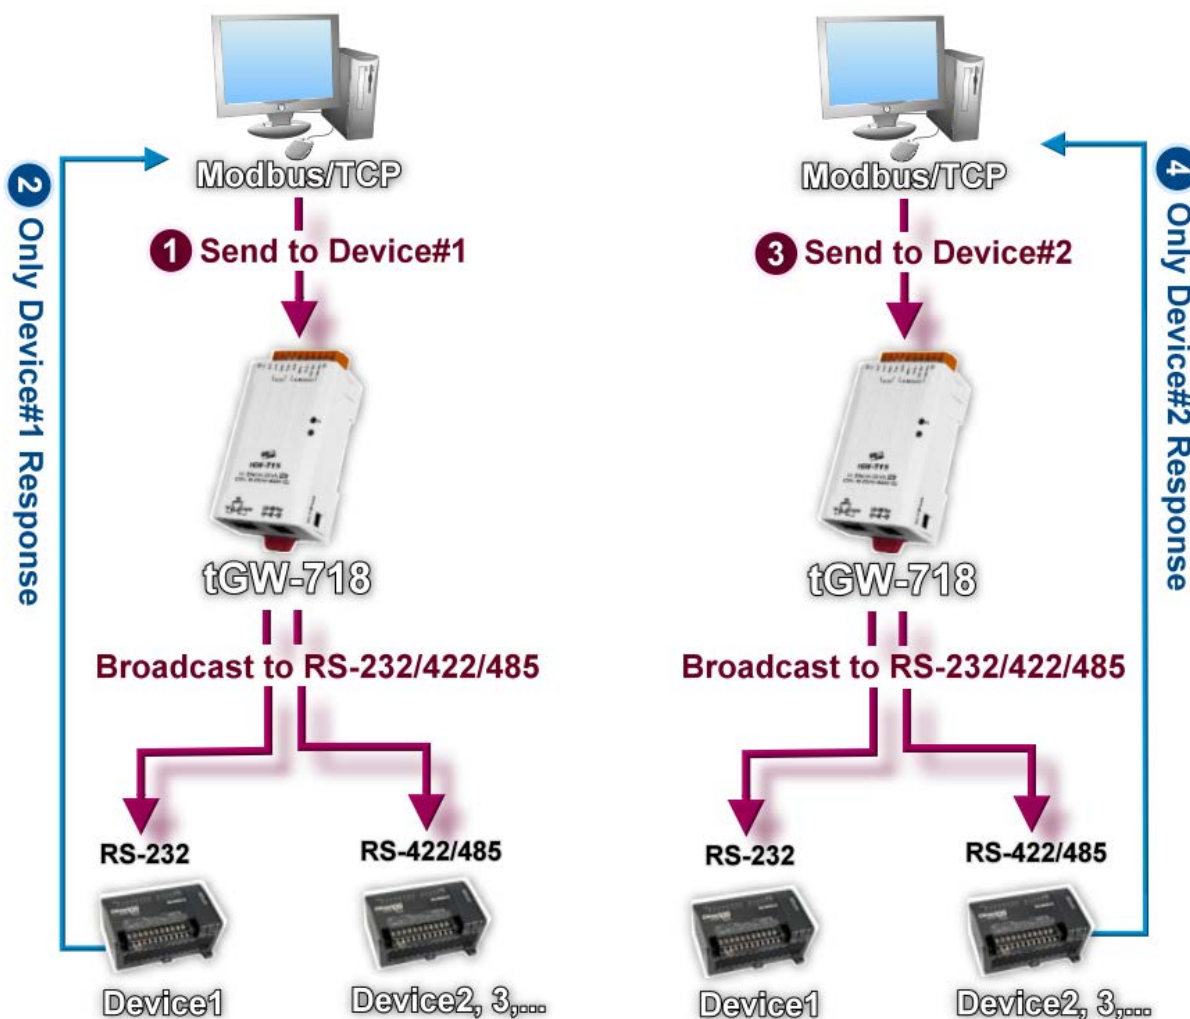 Modbus/TCP
1 Send to Device#1
2 Only Device#1 Response
tGW-718
Broadcast to RS-232/422/485
RS-232
RS-422/485
Device1
Device2, 3,...
Modbus/TCP
3 Send to Device#2
4 Only Device#2 Response
tGW-718
Broadcast to RS-232/422/485
RS-232
RS-422/485
Device1
Device2, 3,...